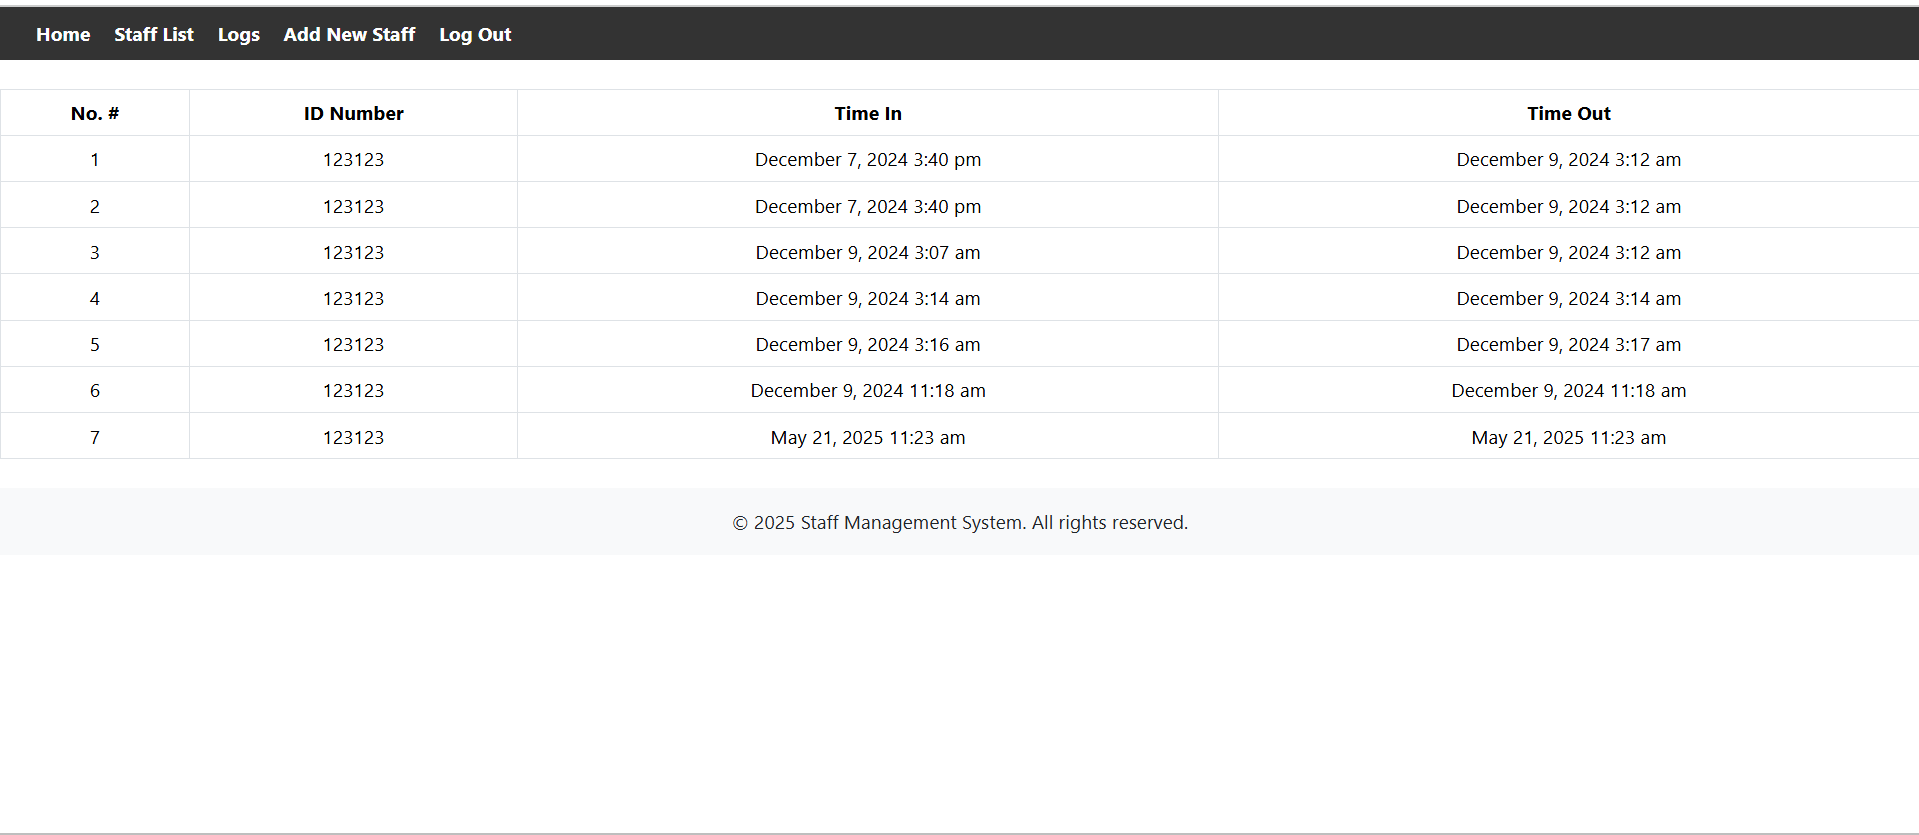 Home Staff List Logs Add New Staff Log Out
No. # ID Number Time In Time Out
1 123123 December 7, 2024 3:40 pm December 9, 2024 3:12 am
2 123123 December 7, 2024 3:40 pm December 9, 2024 3:12 am
3 123123 December 9, 2024 3:07 am December 9, 2024 3:12 am
4 123123 December 9, 2024 3:14 am December 9, 2024 3:14 am
5 123123 December 9, 2024 3:16 am December 9, 2024 3:17 am
6 123123 December 9, 2024 11:18 am December 9, 2024 11:18 am
7 123123 May 21, 2025 11:23 am May 21, 2025 11:23 am
© 2025 Staff Management System. All rights reserved.